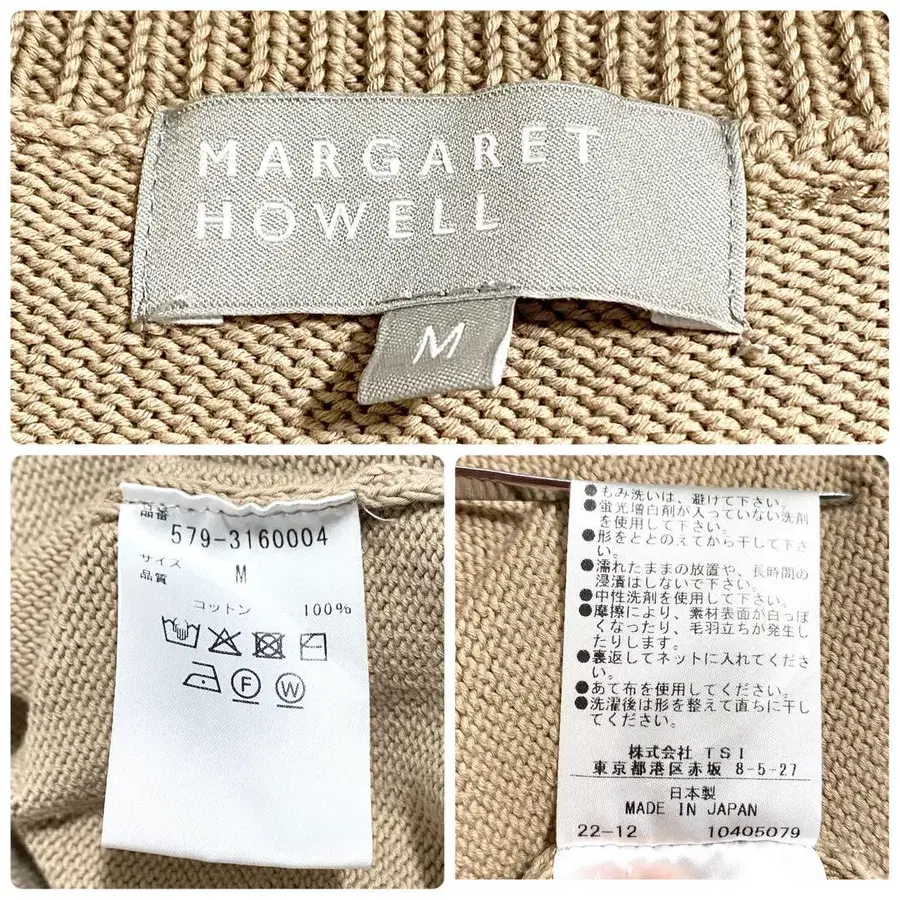 MARGARET
HOWELL
M
品番
579-3160004
サイズ
M
品質
コットン 100%
F
W
●もみ洗いは、避けて下さい。
●蛍光増白剤が入っていない洗剤
を使用して下さい。
●形をととのえてから干して下さ
い。
●濡れたままの放置や、長時間の
浸漬はしないで下さい。
●中性洗剤を使用して下さい。
●摩擦により、素材表面が白っぽ
くなったり、毛羽立ちが発生し
たりします。
●裏返してネットに入れてくださ
い。
●あて布を使用してください。
●洗濯後は形を整えて直ちに干し
てください。
株式会社 TSI
東京都港区赤坂 8-5-27
日本製
MADE IN JAPAN
22-12 10405079